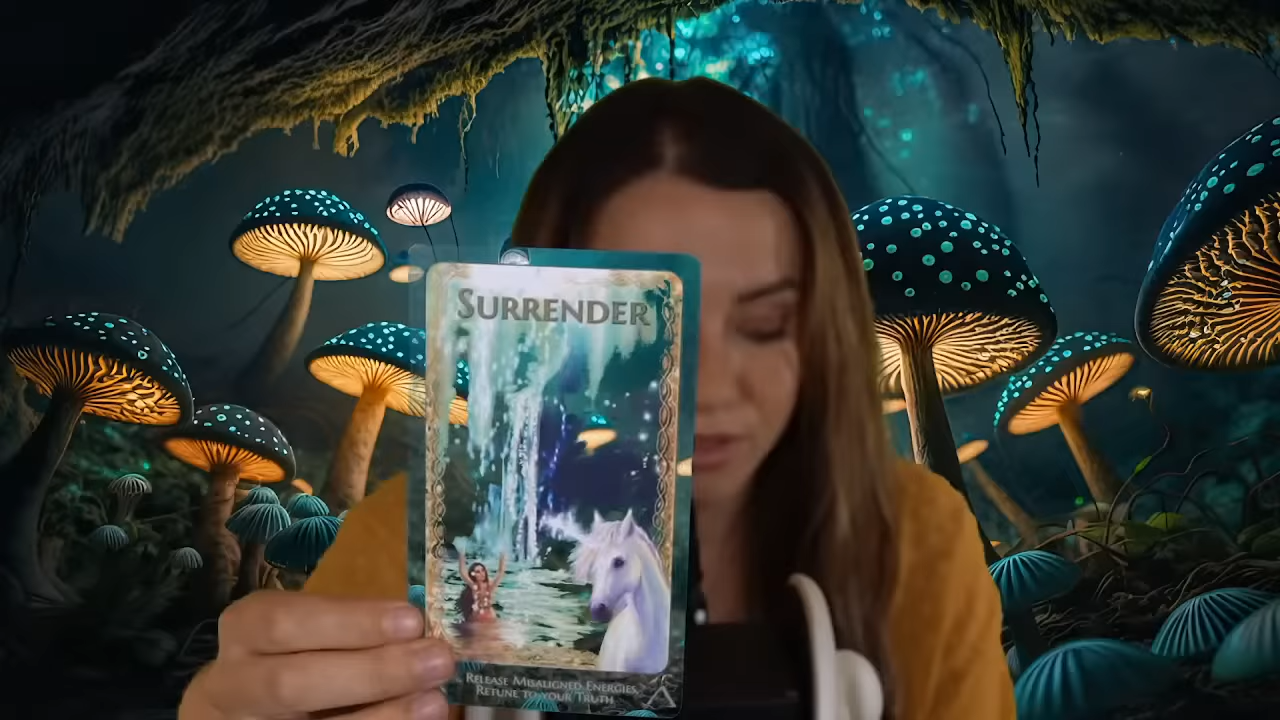 SURRENDER
RELEASE MISALIGNED ENERGIES,
RETUNE TO YOUR TRUTH